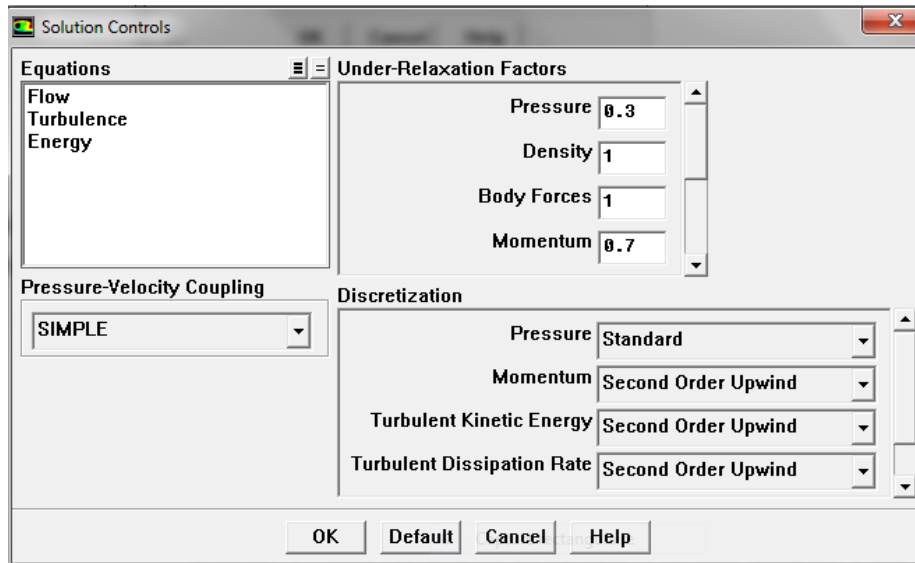 Solution Controls
Equations
Flow
Turbulence
Energy
Pressure-Velocity Coupling
SIMPLE
Under-Relaxation Factors
Pressure 0.3
Density 1
Body Forces 1
Momentum 0.7
Discretization
Pressure Standard
Momentum Second Order Upwind
Turbulent Kinetic Energy Second Order Upwind
Turbulent Dissipation Rate Second Order Upwind
OK Default Cancel Help